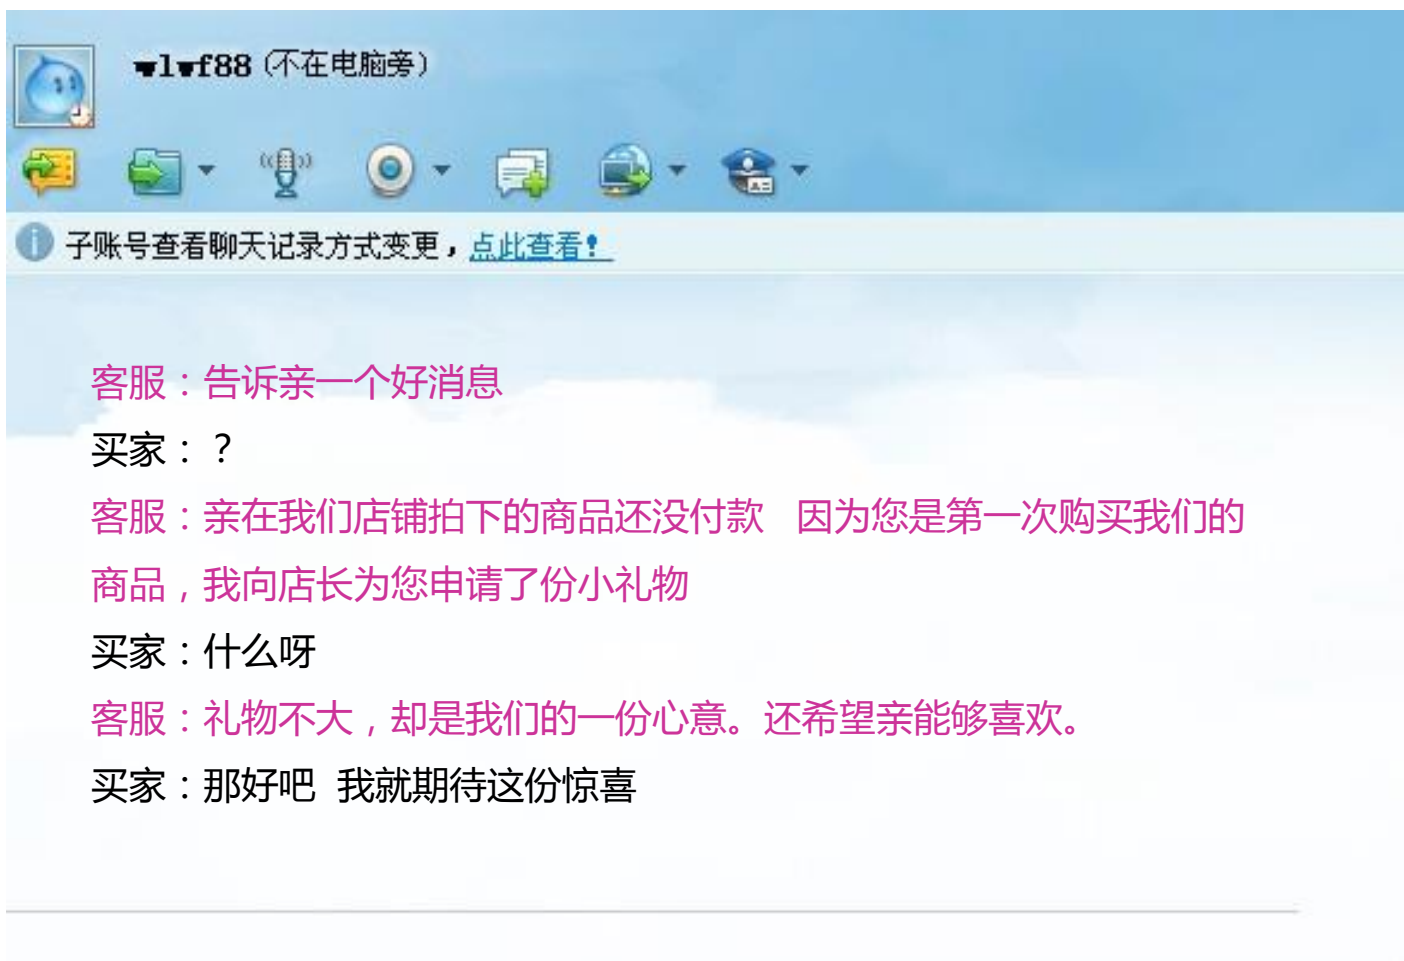 (不在电脑旁)
子账号查看聊天记录方式变更，点此查看！
客服：告诉亲一个好消息
买家：？
客服：亲在我们店铺拍下的商品还没付款 因为您是第一次购买我们的
商品，我向店长为您申请了份小礼物
买家：什么呀
客服：礼物不大，却是我们的一份心意。还希望亲能够喜欢。
买家：那好吧 我就期待这份惊喜